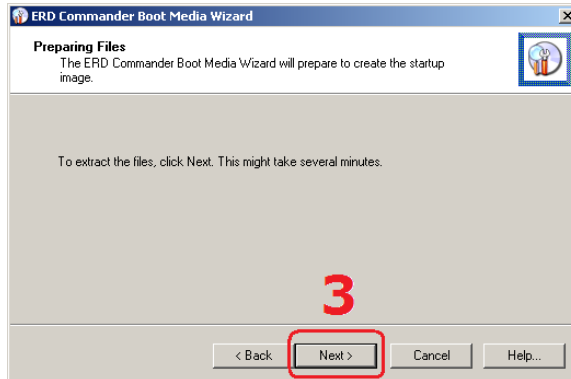 ERD Commander Boot Media Wizard
Preparing Files
The ERD Commander Boot Media Wizard will prepare to create the startup
image.
To extract the files, click Next. This might take several minutes.
3
< Back Next > Cancel Help...